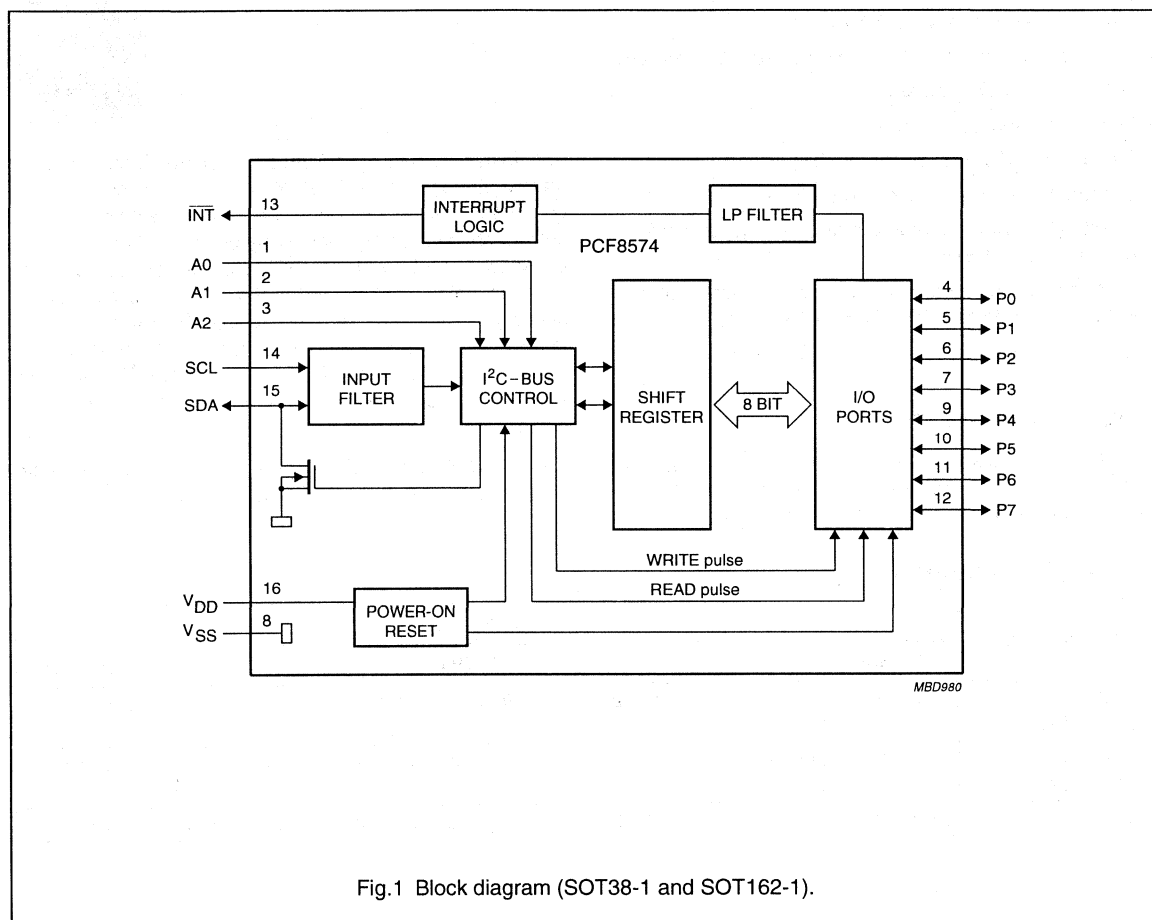 INT
13
INTERRUPT
LOGIC
LP FILTER
PCF8574
A0
1
A1
2
A2
3
SCL
14
SDA
15
INPUT
FILTER
I²C–BUS
CONTROL
SHIFT
REGISTER
8 BIT
I/O
PORTS
4
P0
5
P1
6
P2
7
P3
9
P4
10
P5
11
P6
12
P7
WRITE pulse
READ pulse
VDD
16
VSS
8
POWER-ON
RESET
MBD980
Fig.1 Block diagram (SOT38-1 and SOT162-1).